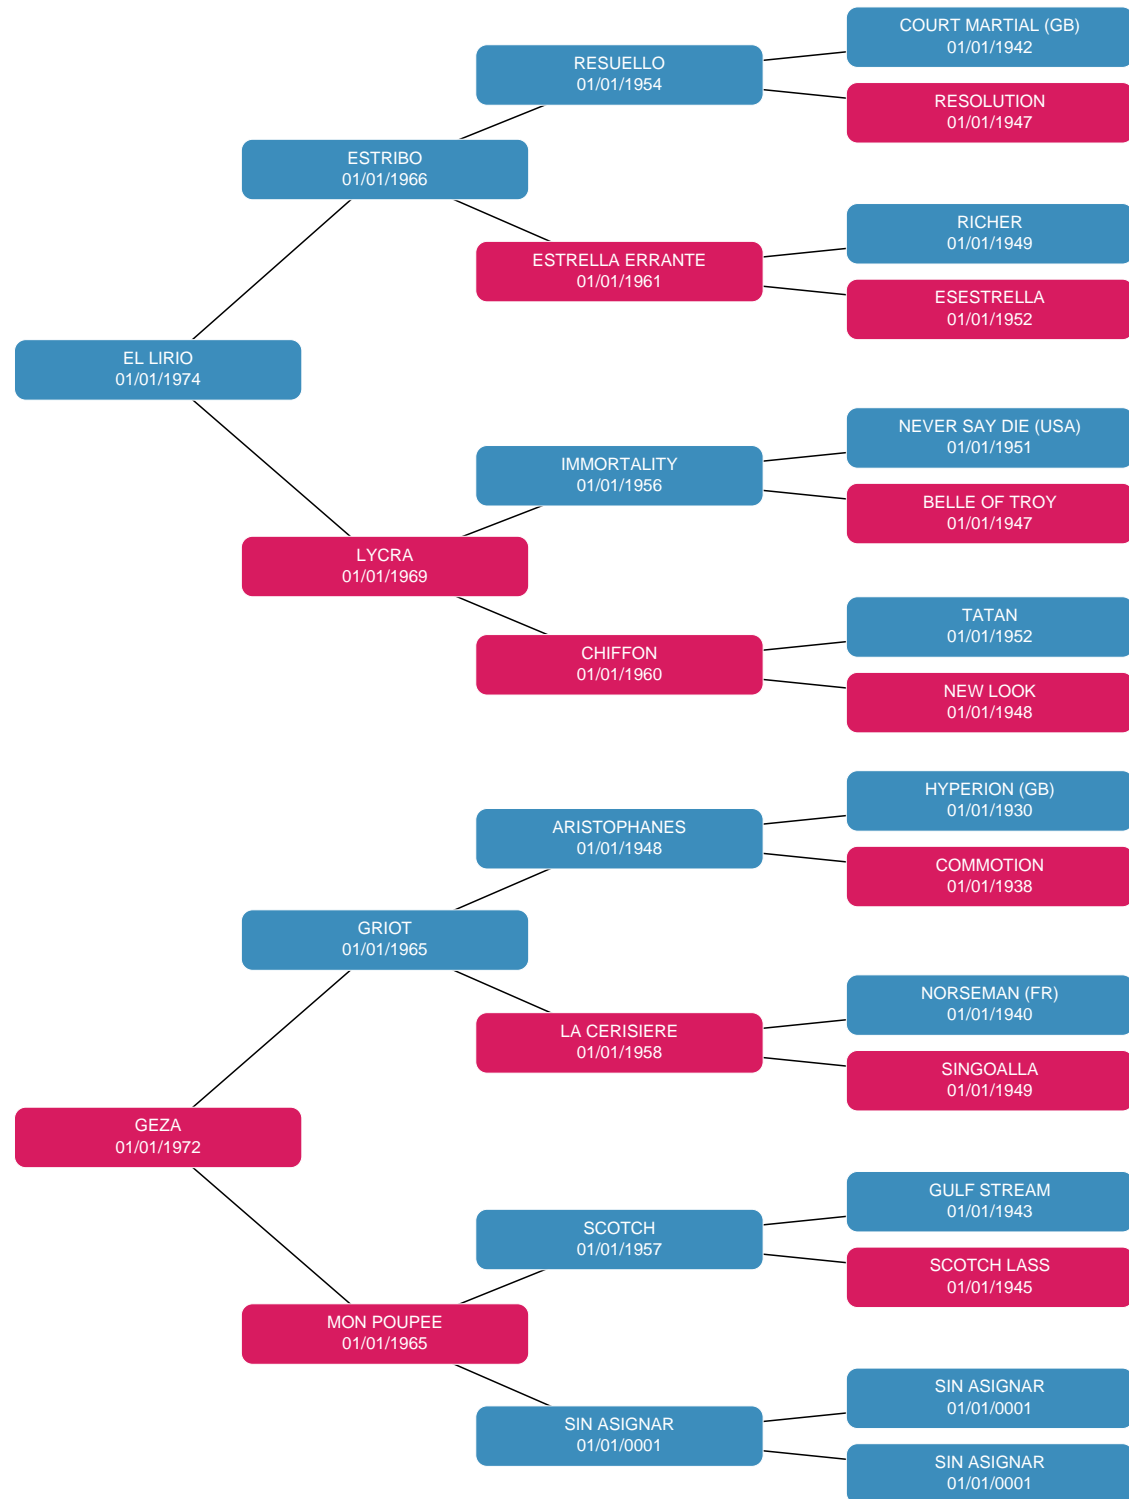 COURT MARTIAL (GB)
01/01/1942
RESUELLO
01/01/1954
RESOLUTION
01/01/1947
ESTRIBO
01/01/1966
RICHER
01/01/1949
ESTRELLA ERRANTE
01/01/1961
ESESTRELLA
01/01/1952
EL LIRIO
01/01/1974
NEVER SAY DIE (USA)
01/01/1951
IMMORTALITY
01/01/1956
BELLE OF TROY
01/01/1947
LYCRA
01/01/1969
TATAN
01/01/1952
CHIFFON
01/01/1960
NEW LOOK
01/01/1948
HYPERION (GB)
01/01/1930
ARISTOPHANES
01/01/1948
COMMOTION
01/01/1938
GRIOT
01/01/1965
NORSEMAN (FR)
01/01/1940
LA CERISIERE
01/01/1958
SINGOALLA
01/01/1949
GEZA
01/01/1972
GULF STREAM
01/01/1943
SCOTCH
01/01/1957
SCOTCH LASS
01/01/1945
MON POUPEE
01/01/1965
SIN ASIGNAR
01/01/0001
SIN ASIGNAR
01/01/0001
SIN ASIGNAR
01/01/0001